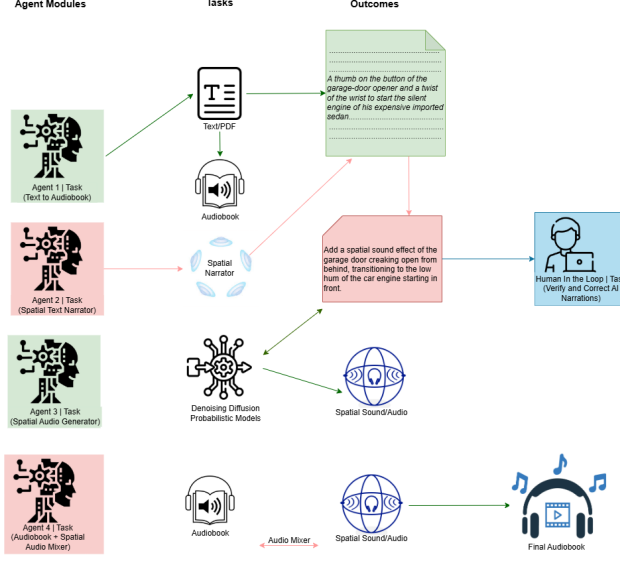 Agent Modules
Tasks
Outcomes
A thumb on the button of the
garage-door opener and a twist
of the wrist to start the silent
engine of his expensive imported
sedan
Text/PDF
Audiobook
Agent 1 | Task
(Text to Audiobook)
Agent 2 | Task
(Spatial Text Narrator)
Spatial
Narrator
Add a spatial sound effect of the
garage door creaking open from
behind, transitioning to the low
hum of the car engine starting in
front.
Human In the Loop | Tas
(Verify and Correct AI
Narrations)
Agent 3 | Task
(Spatial Audio Generator)
Denoising Diffusion
Probabilistic Models
Spatial Sound/Audio
Agent 4 | Task
(Audiobook + Spatial
Audio Mixer)
Audiobook
Audio Mixer
Spatial Sound/Audio
Final Audiobook